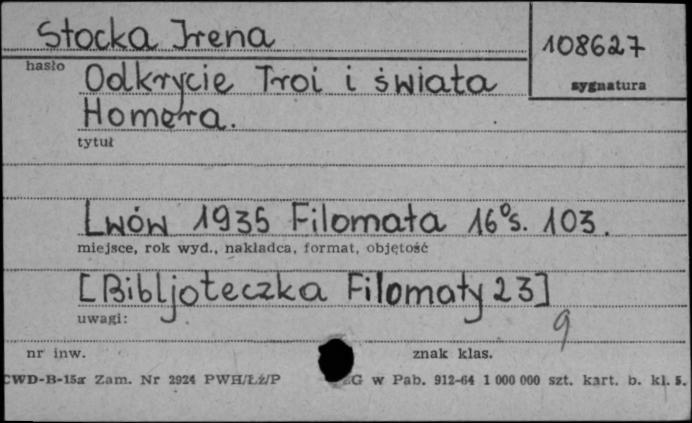 Stocka Irena
108627
hasło
sygnatura
Odkrycie Troi i świata
Homera.
tytuł
Lwów 1935 Filomata 16° s. 103.
miejsce, rok wyd., nakładca, format, objętość
[Bibljoteczka Filomaty 23]
uwagi:
9
nr inw.
znak klas.
CWD-B-15a Zam. Nr 2924 PWH/Łż/P G w Pab. 912-64 1 000 000 szt. kart. b. kl. 5.